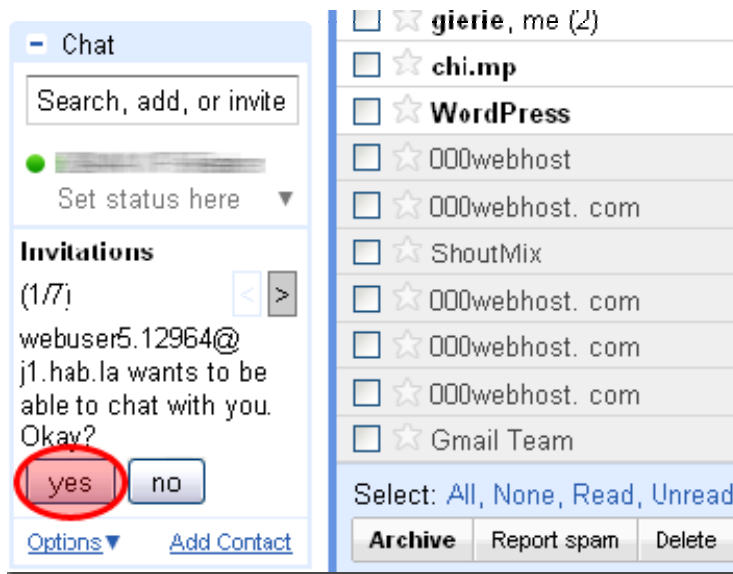 − Chat
Search, add, or invite
Set status here ▼
Invitations
(1/7) < >
webuser5.12964@
j1.hab.la wants to be
able to chat with you.
Okay?
yes no
Options▼ Add Contact
gierie, me (2)
chi.mp
WordPress
000webhost
000webhost. com
ShoutMix
000webhost. com
000webhost. com
000webhost. com
Gmail Team
Select: All, None, Read, Unread
Archive Report spam Delete